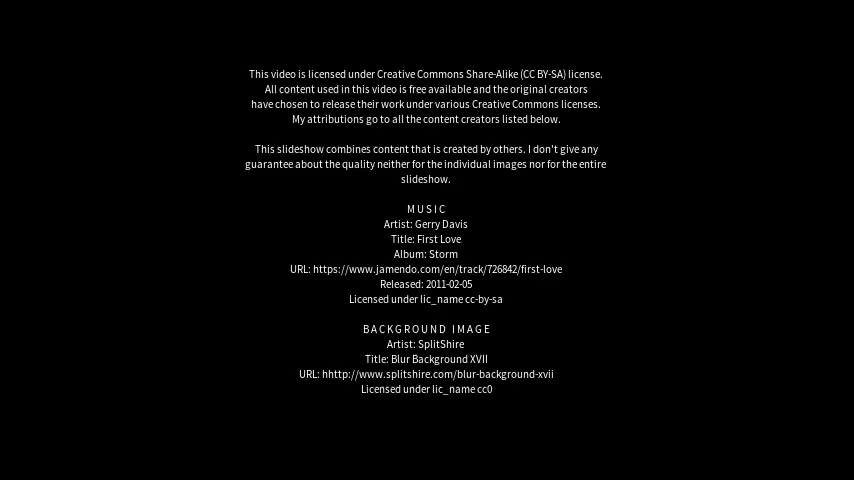 This video is licensed under Creative Commons Share-Alike (CC BY-SA) license.
All content used in this video is free available and the original creators
have chosen to release their work under various Creative Commons licenses.
My attributions go to all the content creators listed below.
This slideshow combines content that is created by others. I don't give any
guarantee about the quality neither for the individual images nor for the entire
slideshow.
MUSIC
Artist: Gerry Davis
Title: First Love
Album: Storm
URL: https://www.jamendo.com/en/track/726842/first-love
Released: 2011-02-05
Licensed under lic_name cc-by-sa
BACKGROUND IMAGE
Artist: SplitShire
Title: Blur Background XVII
URL: hhttp://www.splitshire.com/blur-background-xvii
Licensed under lic_name cc0